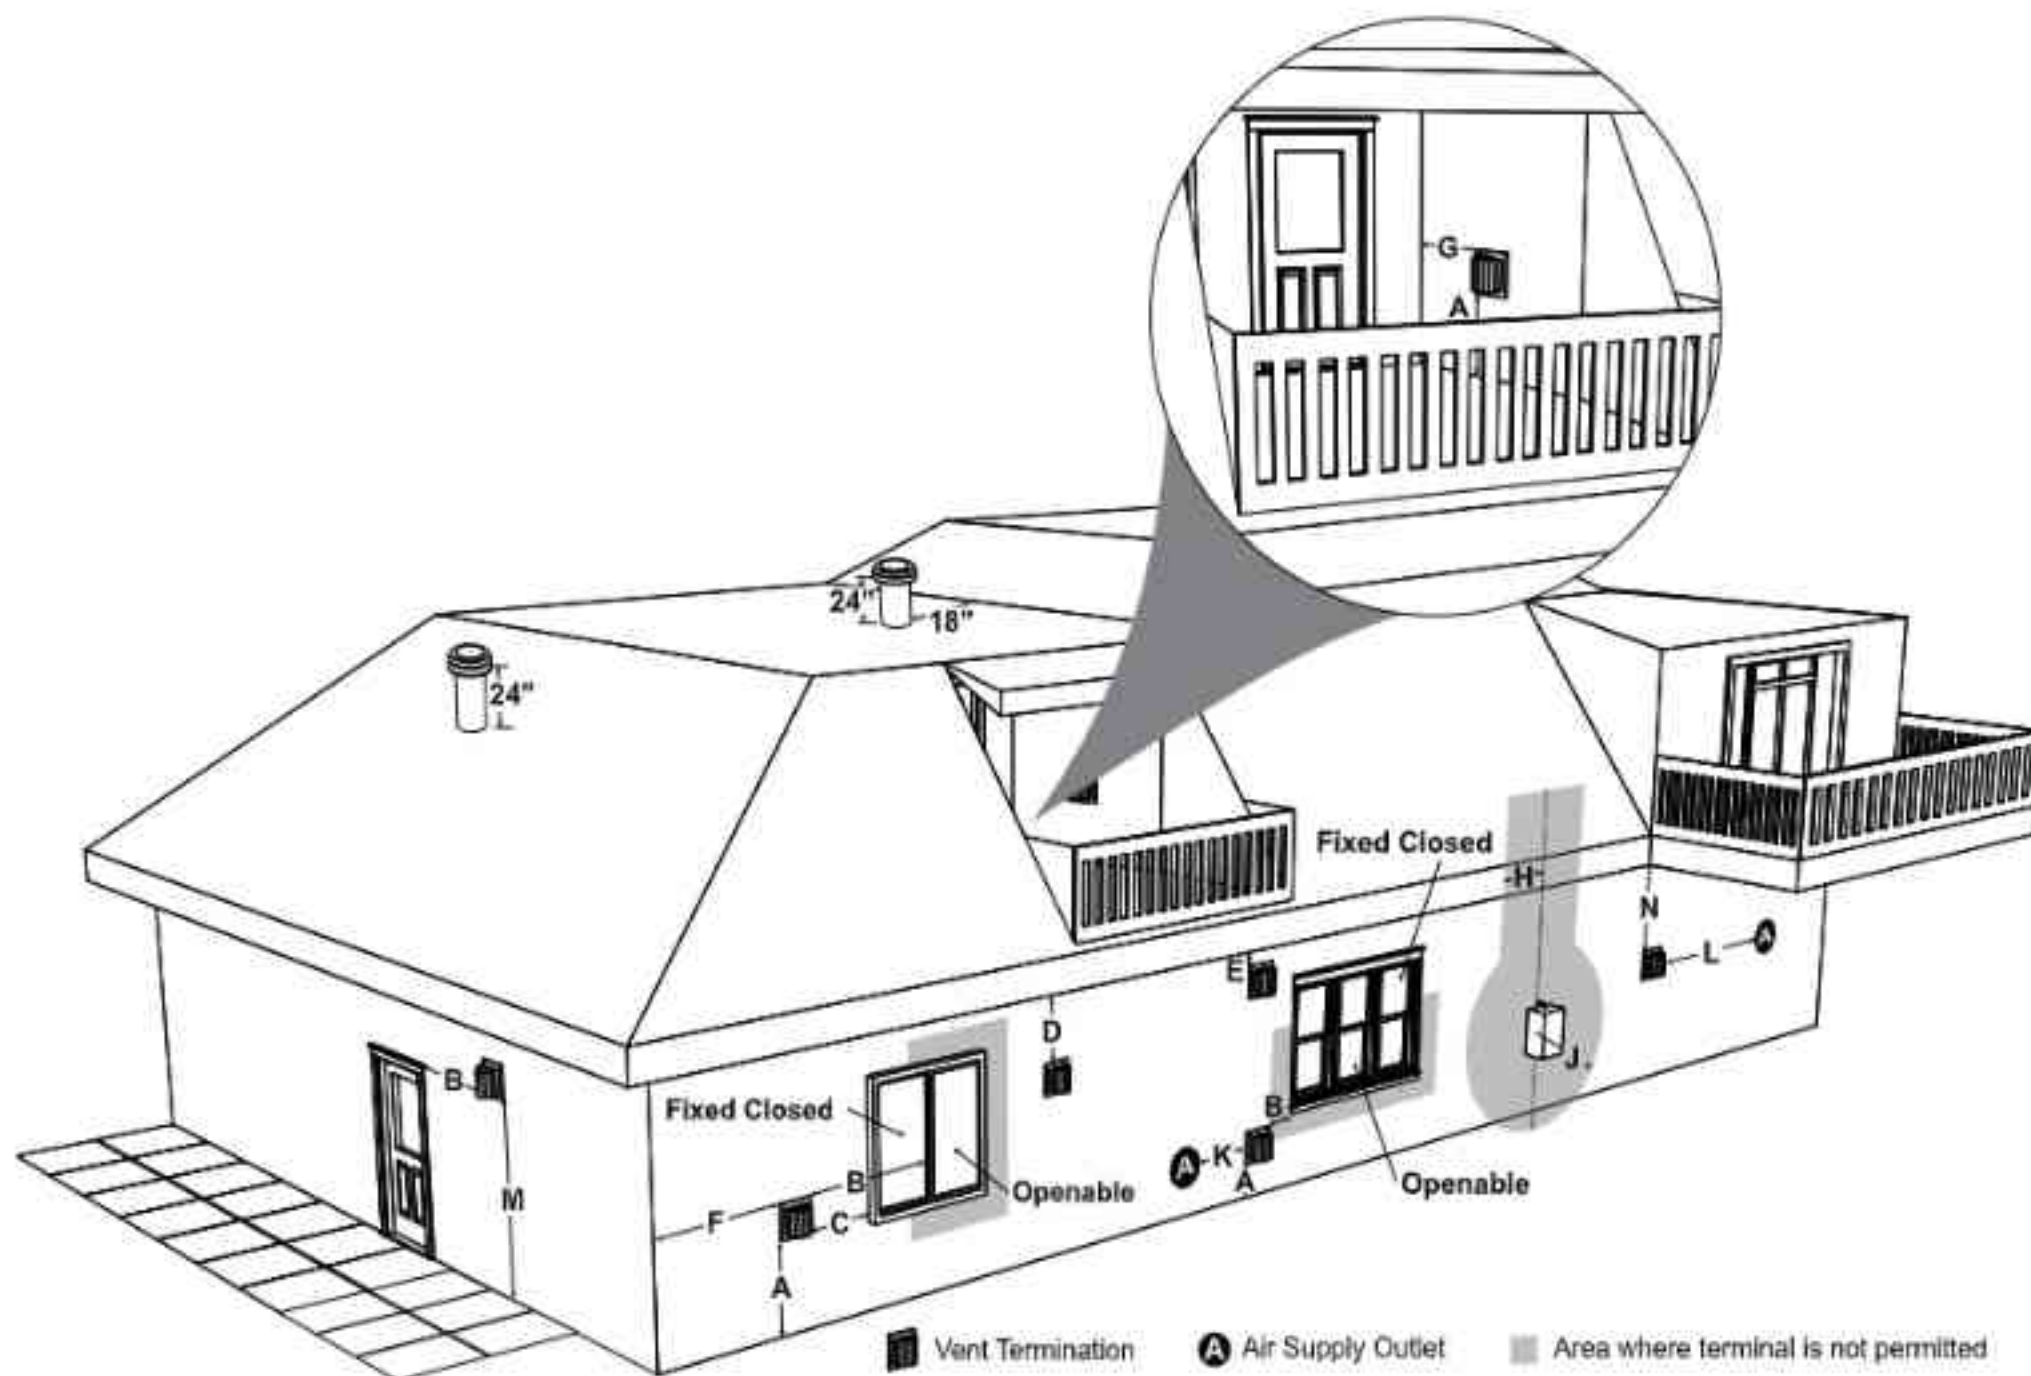 G
A
24"
18"
24"
Fixed Closed
-H-
N
L
A
E
D
B
J.
Fixed Closed
B
A
K
A
Openable
B
Openable
M
F
C
A
Vent Termination
A Air Supply Outlet
Area where terminal is not permitted